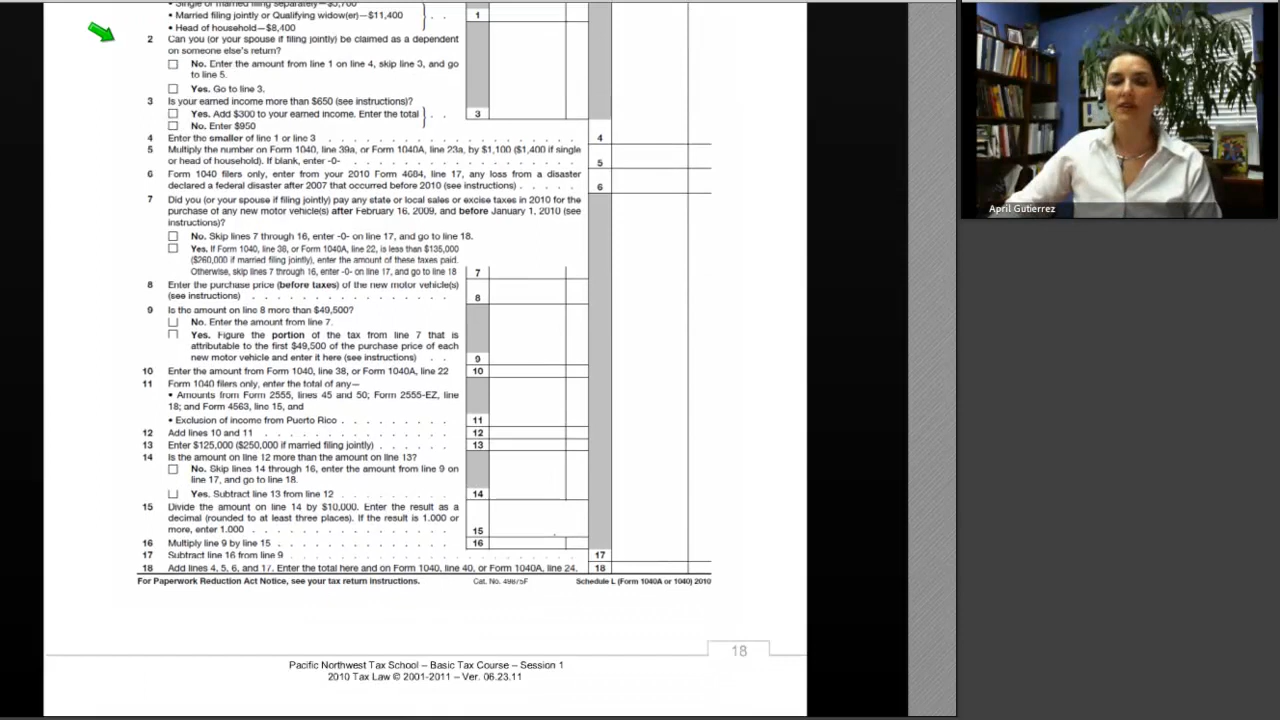 • Single or married filing separately—$5,700
• Married filing jointly or Qualifying widow(er)—$11,400 . . 1
• Head of household—$8,400
2 Can you (or your spouse if filing jointly) be claimed as a dependent
on someone else's return?
No. Enter the amount from line 1 on line 4, skip line 3, and go
to line 5.
Yes. Go to line 3.
3 Is your earned income more than $650 (see instructions)?
Yes. Add $300 to your earned income. Enter the total . . 3
No. Enter $950
4 Enter the smaller of line 1 or line 3 . . . 4
5 Multiply the number on Form 1040, line 39a, or Form 1040A, line 23a, by $1,100 ($1,400 if single
or head of household). If blank, enter -0- . . . 5
6 Form 1040 filers only, enter from your 2010 Form 4684, line 17, any loss from a disaster
declared a federal disaster after 2007 that occurred before 2010 (see instructions) . . . 6
7 Did you (or your spouse if filing jointly) pay any state or local sales or excise taxes in 2010 for the
purchase of any new motor vehicle(s) after February 16, 2009, and before January 1, 2010 (see
instructions)?
No. Skip lines 7 through 16, enter -0- on line 17, and go to line 18.
Yes. If Form 1040, line 38, or Form 1040A, line 22, is less than $135,000
($260,000 if married filing jointly), enter the amount of these taxes paid.
Otherwise, skip lines 7 through 16, enter -0- on line 17, and go to line 18 7
8 Enter the purchase price (before taxes) of the new motor vehicle(s)
(see instructions) . . . 8
9 Is the amount on line 8 more than $49,500?
No. Enter the amount from line 7.
Yes. Figure the portion of the tax from line 7 that is
attributable to the first $49,500 of the purchase price of each
new motor vehicle and enter it here (see instructions) . . 9
10 Enter the amount from Form 1040, line 38, or Form 1040A, line 22 10
11 Form 1040 filers only, enter the total of any—
• Amounts from Form 2555, lines 45 and 50; Form 2555-EZ, line
18; and Form 4563, line 15, and
• Exclusion of income from Puerto Rico . . . 11
12 Add lines 10 and 11 . . . 12
13 Enter $125,000 ($250,000 if married filing jointly) . . . 13
14 Is the amount on line 12 more than the amount on line 13?
No. Skip lines 14 through 16, enter the amount from line 9 on
line 17, and go to line 18.
Yes. Subtract line 13 from line 12 . . . 14
15 Divide the amount on line 14 by $10,000. Enter the result as a
decimal (rounded to at least three places). If the result is 1.000 or
more, enter 1.000 . . . 15
16 Multiply line 9 by line 15 . . . 16
17 Subtract line 16 from line 9 . . . 17
18 Add lines 4, 5, 6, and 17. Enter the total here and on Form 1040, line 40, or Form 1040A, line 24. 18
For Paperwork Reduction Act Notice, see your tax return instructions. Cat. No. 49875F Schedule L (Form 1040A or 1040) 2010
18
Pacific Northwest Tax School – Basic Tax Course – Session 1
2010 Tax Law © 2001-2011 – Ver. 06.23.11
April Gutierrez